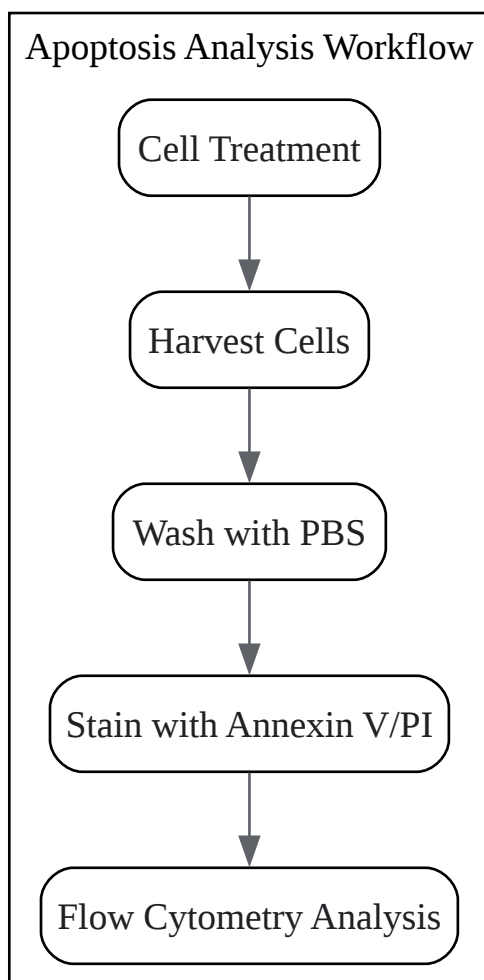 Apoptosis Analysis Workflow
Cell Treatment
Harvest Cells
Wash with PBS
Stain with Annexin V/PI
Flow Cytometry Analysis